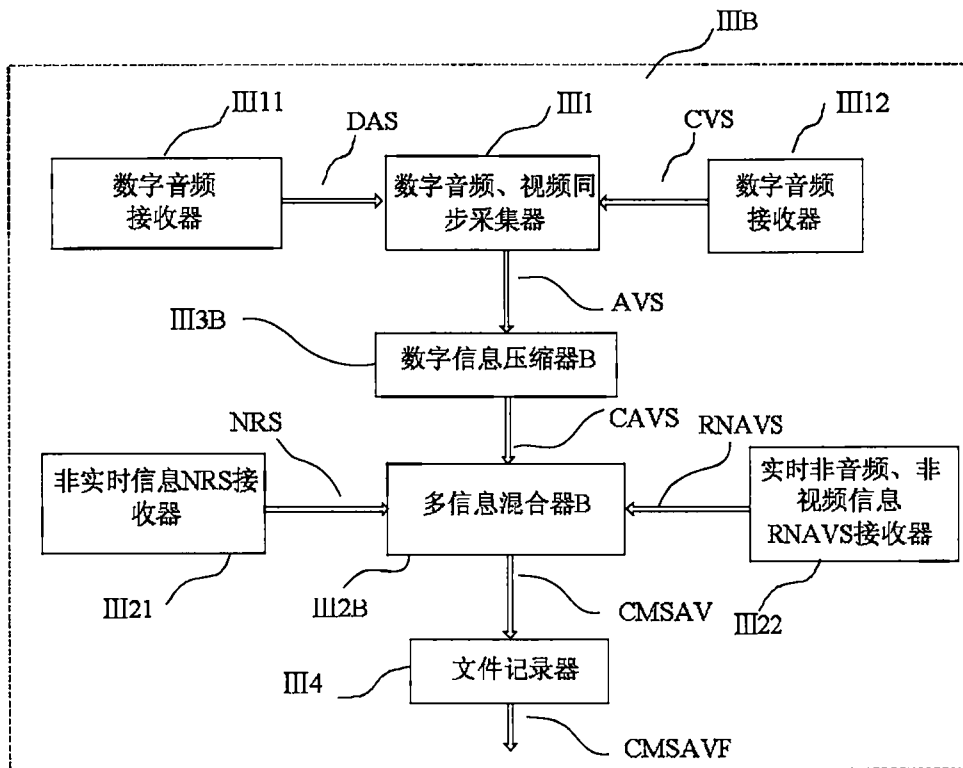 ⅢB
Ⅲ11
DAS
Ⅲ1
CVS
Ⅲ12
数字音频
接收器
数字音频、视频同
步采集器
数字音频
接收器
AVS
Ⅲ3B
数字信息压缩器B
NRS
CAVS
RNAVS
非实时信息NRS接
收器
多信息混合器B
实时非音频、非
视频信息
RNAVS接收器
Ⅲ21
Ⅲ2B
CMSAV
Ⅲ22
Ⅲ4
文件记录器
CMSAVF